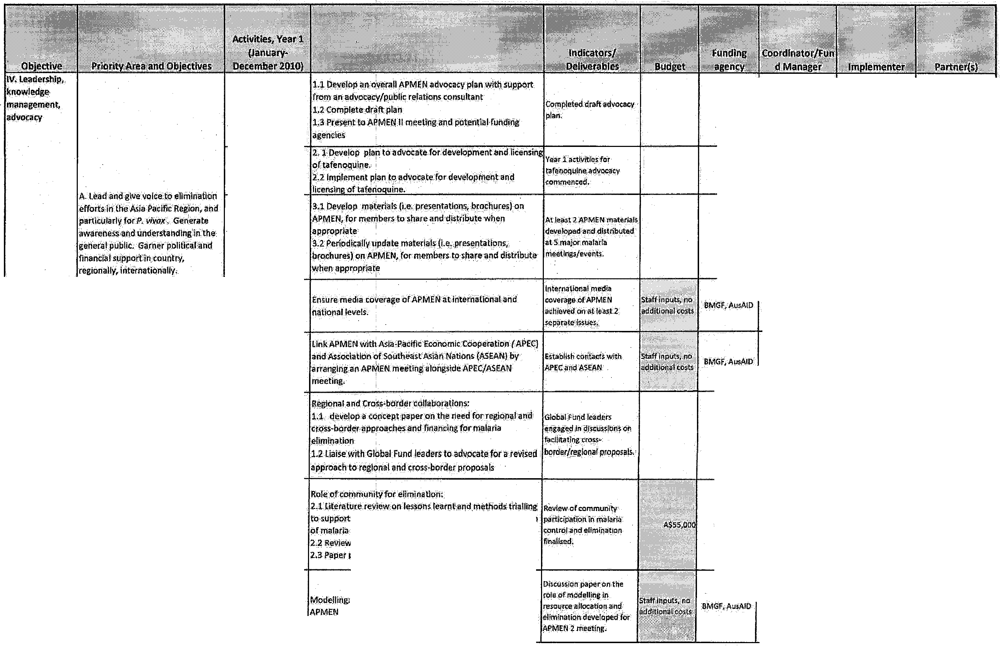 Objective
Priority Area and Objectives
Activities, Year 1
(January-
December 2010)
Indicators/
Deliverables
Budget
Funding
agency
Coordinator/Fun
d Manager
Implementer
Partner(s)
IV. Leadership,
knowledge
management,
advocacy
A. Lead and give voice to elimination
efforts in the Asia Pacific Region, and
particularly for P. vivax. Generate
awareness and understanding in the
general public. Garner political and
financial support in country,
regionally, internationally.
1.1 Develop an overall APMEN advocacy plan with support
from an advocacy/public relations consultant
1.2 Complete draft plan
1.3 Present to APMEN II meeting and potential funding
agencies
Completed draft advocacy
plan.
2. 1 Develop plan to advocate for development and licensing
of tafenoquine.
2.2 Implement plan to advocate for development and
licensing of tafenoquine.
Year 1 activities for
tafenoquine advocacy
commenced.
3.1 Develop materials (i.e. presentations, brochures) on
APMEN, for members to share and distribute when
appropriate
3.2 Periodically update materials (i.e. presentations,
brochures) on APMEN, for members to share and distribute
when appropriate
At least 2 APMEN materials
developed and distributed
at 5 major malaria
meetings/events.
Ensure media coverage of APMEN at international and
national levels.
International media
coverage of APMEN
achieved on at least 2
separate issues.
Staff inputs, no
additional costs
BMGF, AusAID
Link APMEN with Asia-Pacific Economic Cooperation ( APEC)
and Association of Southeast Asian Nations (ASEAN) by
arranging an APMEN meeting alongside APEC/ASEAN
meeting.
Establish contacts with
APEC and ASEAN
Staff inputs, no
additional costs
BMGF, AusAID
Regional and Cross-border collaborations:
1.1 develop a concept paper on the need for regional and
cross-border approaches and financing for malaria
elimination
1.2 Liaise with Global Fund leaders to advocate for a revised
approach to regional and cross-border proposals
Global Fund leaders
engaged in discussions on
facilitating cross-
border/regional proposals.
Role of community for elimination:
2.1 Literature review on lessons learnt and methods trialling
to support
of malaria
2.2 Review
2.3 Paper
Review of community
participation in malaria
control and elimination
finalised.
A$55,000
Modelling:
APMEN
Discussion paper on the
role of modelling in
resource allocation and
elimination developed for
APMEN 2 meeting.
Staff inputs, no
additional costs
BMGF, AusAID